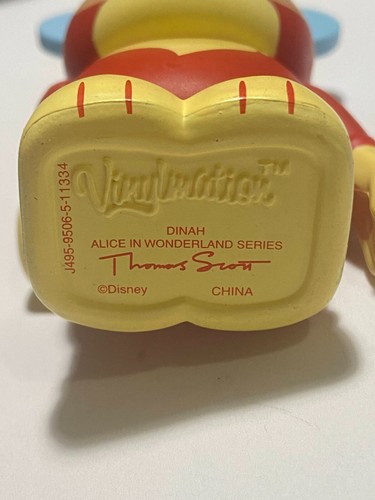 Vinylmation™
DINAH
ALICE IN WONDERLAND SERIES
Thomas Scott
©Disney CHINA
J495-9506-5-11334